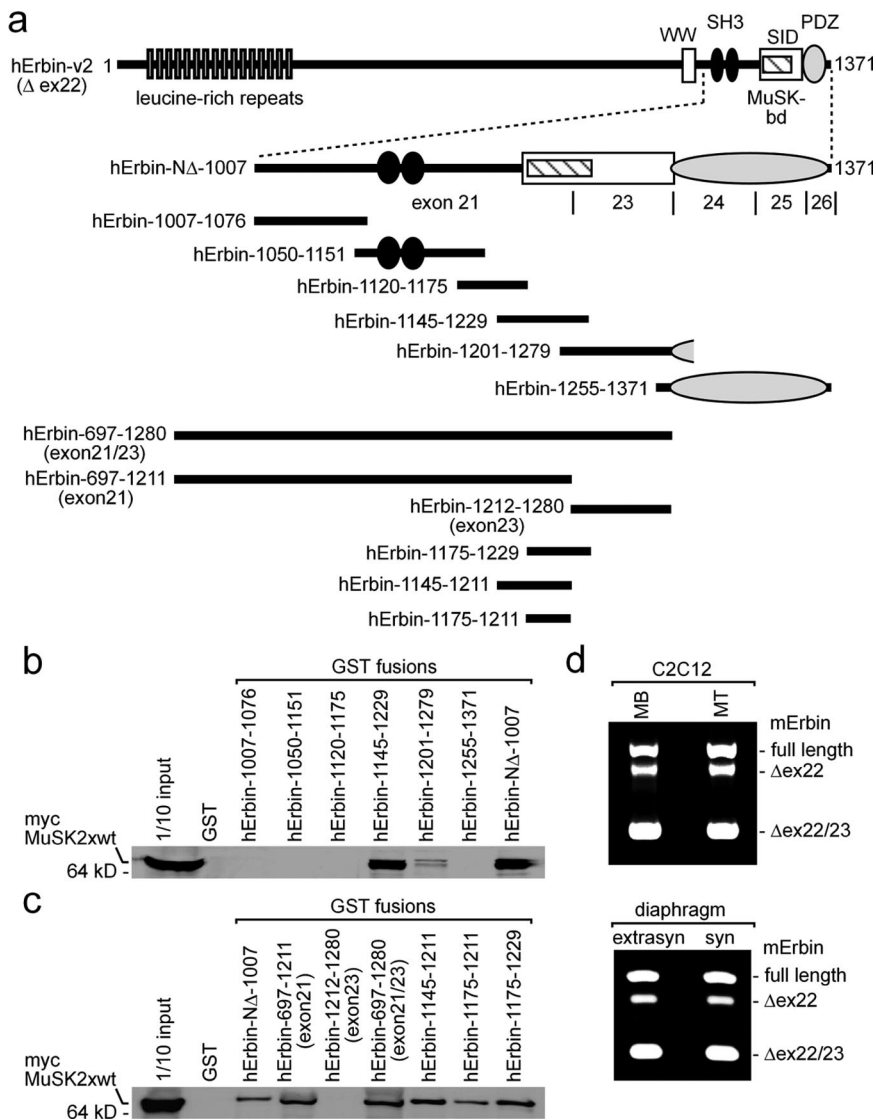 a
WW SH3 PDZ
SID
hErbin-v2 1
1371
(Δ ex22)
leucine-rich repeats
MuSK-
bd
hErbin-NΔ-1007
1371
exon 21 23 24 25 26
hErbin-1007-1076
hErbin-1050-1151
hErbin-1120-1175
hErbin-1145-1229
hErbin-1201-1279
hErbin-1255-1371
hErbin-697-1280
(exon21/23)
hErbin-697-1211
(exon21)
hErbin-1212-1280
(exon23)
hErbin-1175-1229
hErbin-1145-1211
hErbin-1175-1211
b
GST fusions
1/10 input
GST
hErbin-1007-1076
hErbin-1050-1151
hErbin-1120-1175
hErbin-1145-1229
hErbin-1201-1279
hErbin-1255-1371
hErbin-NΔ-1007
myc
MuSK2xwt
64 kD -
c
GST fusions
1/10 input
GST
hErbin-NΔ-1007
hErbin-697-1211
(exon21)
hErbin-1212-1280
(exon23)
hErbin-697-1280
(exon21/23)
hErbin-1145-1211
hErbin-1175-1211
hErbin-1175-1229
myc
MuSK2xwt
64 kD -
d
C2C12
MB MT
mErbin
- full length
- Δex22
- Δex22/23
diaphragm
extrasyn syn mErbin
- full length
- Δex22
- Δex22/23